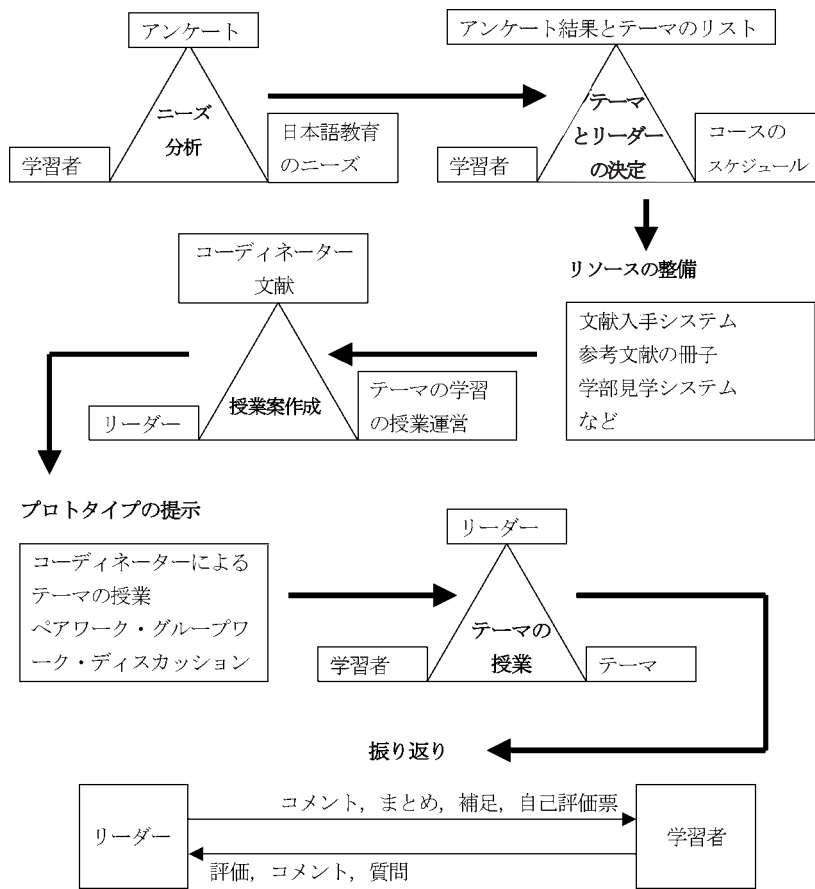 アンケート
ニーズ
分析
学習者
日本語教育
のニーズ
アンケート結果とテーマのリスト
テーマ
とリーダー
の決定
学習者
コースの
スケジュール
リソースの整備
文献入手システム
参考文献の冊子
学部見学システム
など
コーディネーター
文献
授業案作成
リーダー
テーマの学習
の授業運営
プロトタイプの提示
コーディネーターによる
テーマの授業
ペアワーク・グループワ
ーク・ディスカッション
リーダー
テーマの
授業
学習者
テーマ
振り返り
リーダー
コメント，まとめ，補足，自己評価票
学習者
評価，コメント，質問